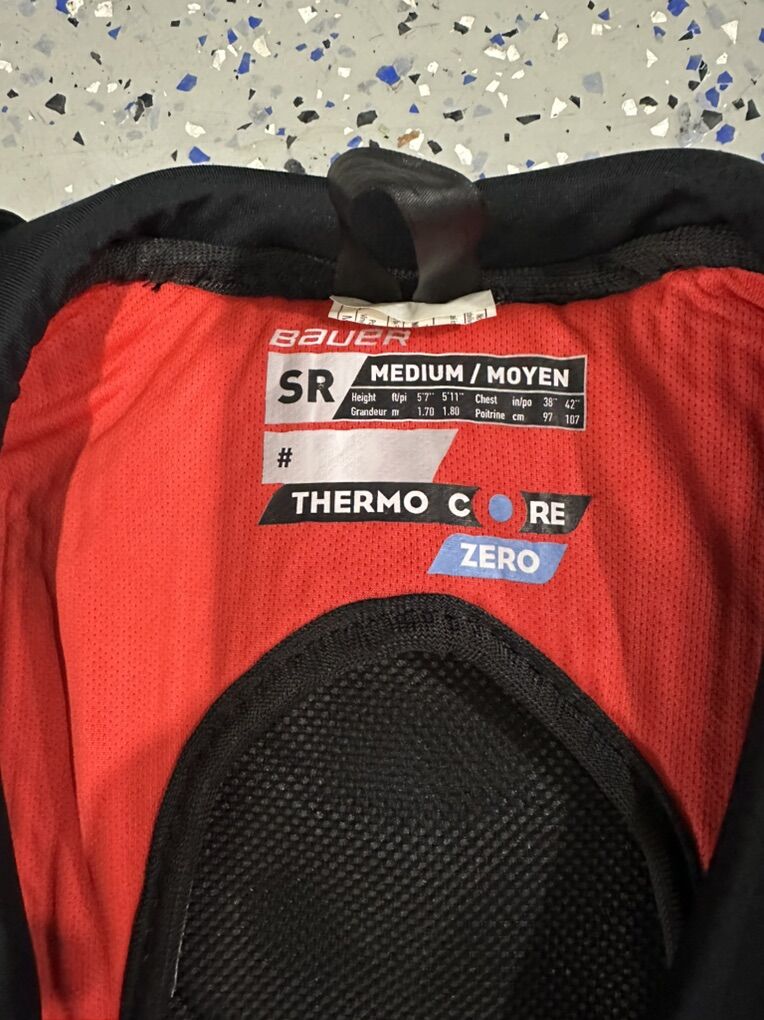 BAUER
SR MEDIUM / MOYEN
Height ft/pi 5'7'' 5'11'' Chest in/po 38'' 42''
Grandeur m 1.70 1.80 Poitrine cm 97 107
#
THERMO CORE
ZERO